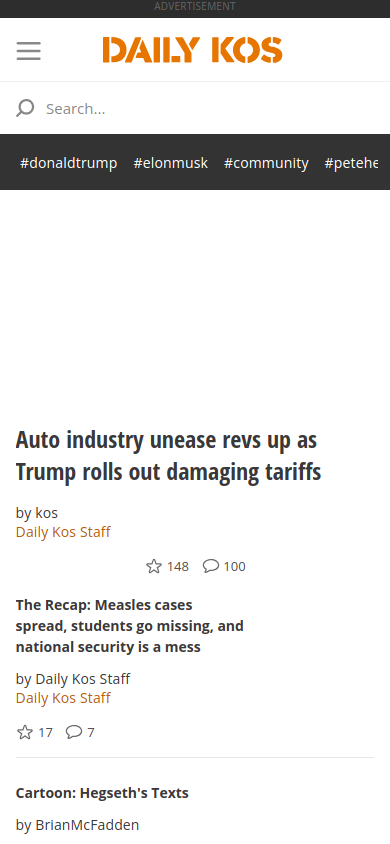 ADVERTISEMENT
DAILY KOS
Search...
#donaldtrump #elonmusk #community #petehe
Auto industry unease revs up as
Trump rolls out damaging tariffs
by kos
Daily Kos Staff
148 100
The Recap: Measles cases
spread, students go missing, and
national security is a mess
by Daily Kos Staff
Daily Kos Staff
17 7
Cartoon: Hegseth's Texts
by BrianMcFadden